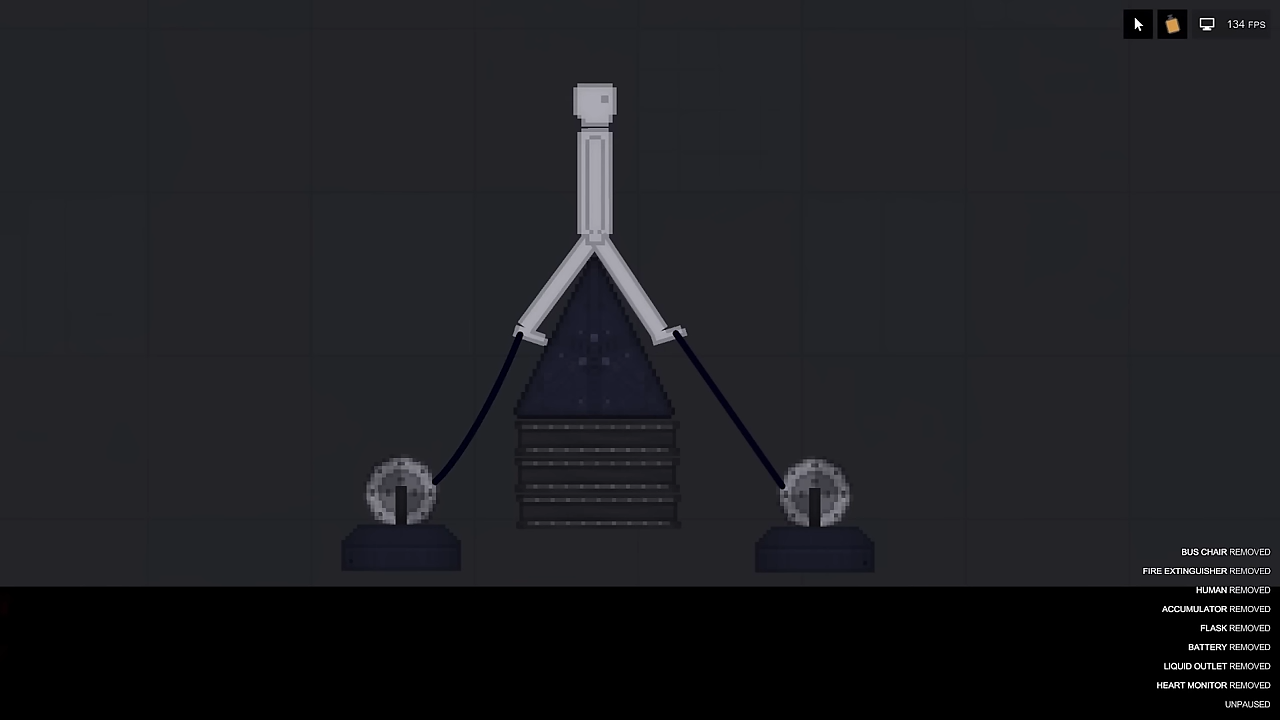 134 FPS
BUS CHAIR REMOVED
FIRE EXTINGUISHER REMOVED
HUMAN REMOVED
ACCUMULATOR REMOVED
FLASK REMOVED
BATTERY REMOVED
LIQUID OUTLET REMOVED
HEART MONITOR REMOVED
UNPAUSED